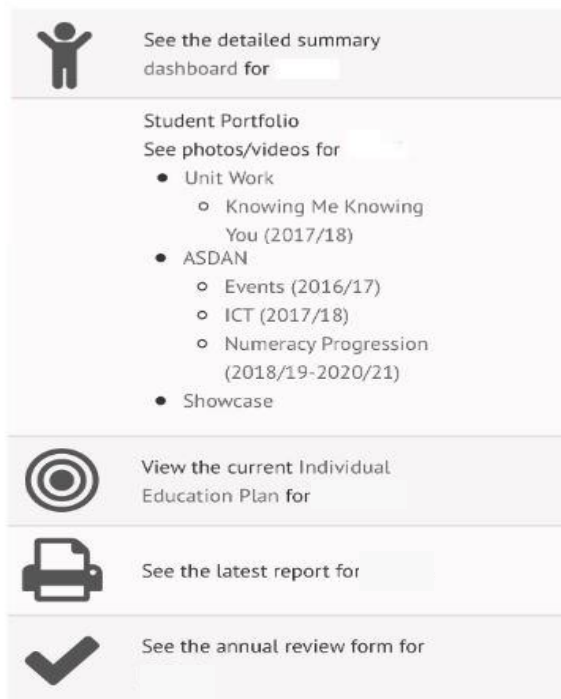 See the detailed summary
dashboard for
Student Portfolio
See photos/videos for
• Unit Work
o Knowing Me Knowing
You (2017/18)
• ASDAN
o Events (2016/17)
o ICT (2017/18)
o Numeracy Progression
(2018/19-2020/21)
• Showcase
View the current Individual
Education Plan for
See the latest report for
See the annual review form for